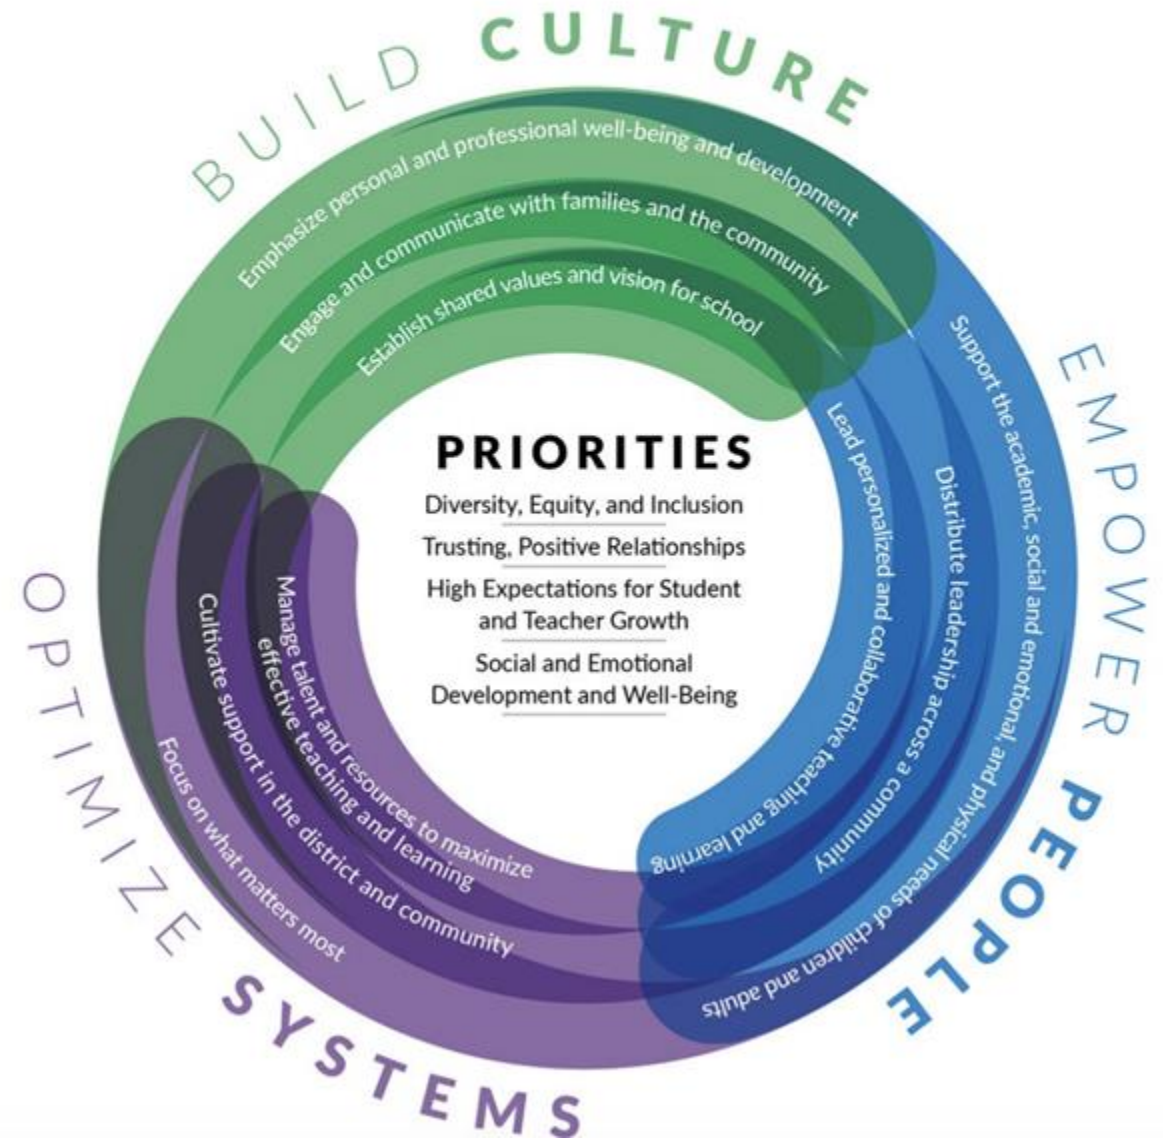 BUILD CULTURE
Emphasize personal and professional well-being and development
Engage and communicate with families and the community
Establish shared values and vision for school
EMPOWER PEOPLE
Support the academic, social and emotional, and physical needs of children and adults
Distribute leadership across a community
Lead personalized and collaborative teaching and learning
OPTIMIZE SYSTEMS
Manage talent and resources to maximize
effective teaching and learning
Cultivate support in the district and community
Focus on what matters most
PRIORITIES
Diversity, Equity, and Inclusion
Trusting, Positive Relationships
High Expectations for Student
and Teacher Growth
Social and Emotional
Development and Well-Being